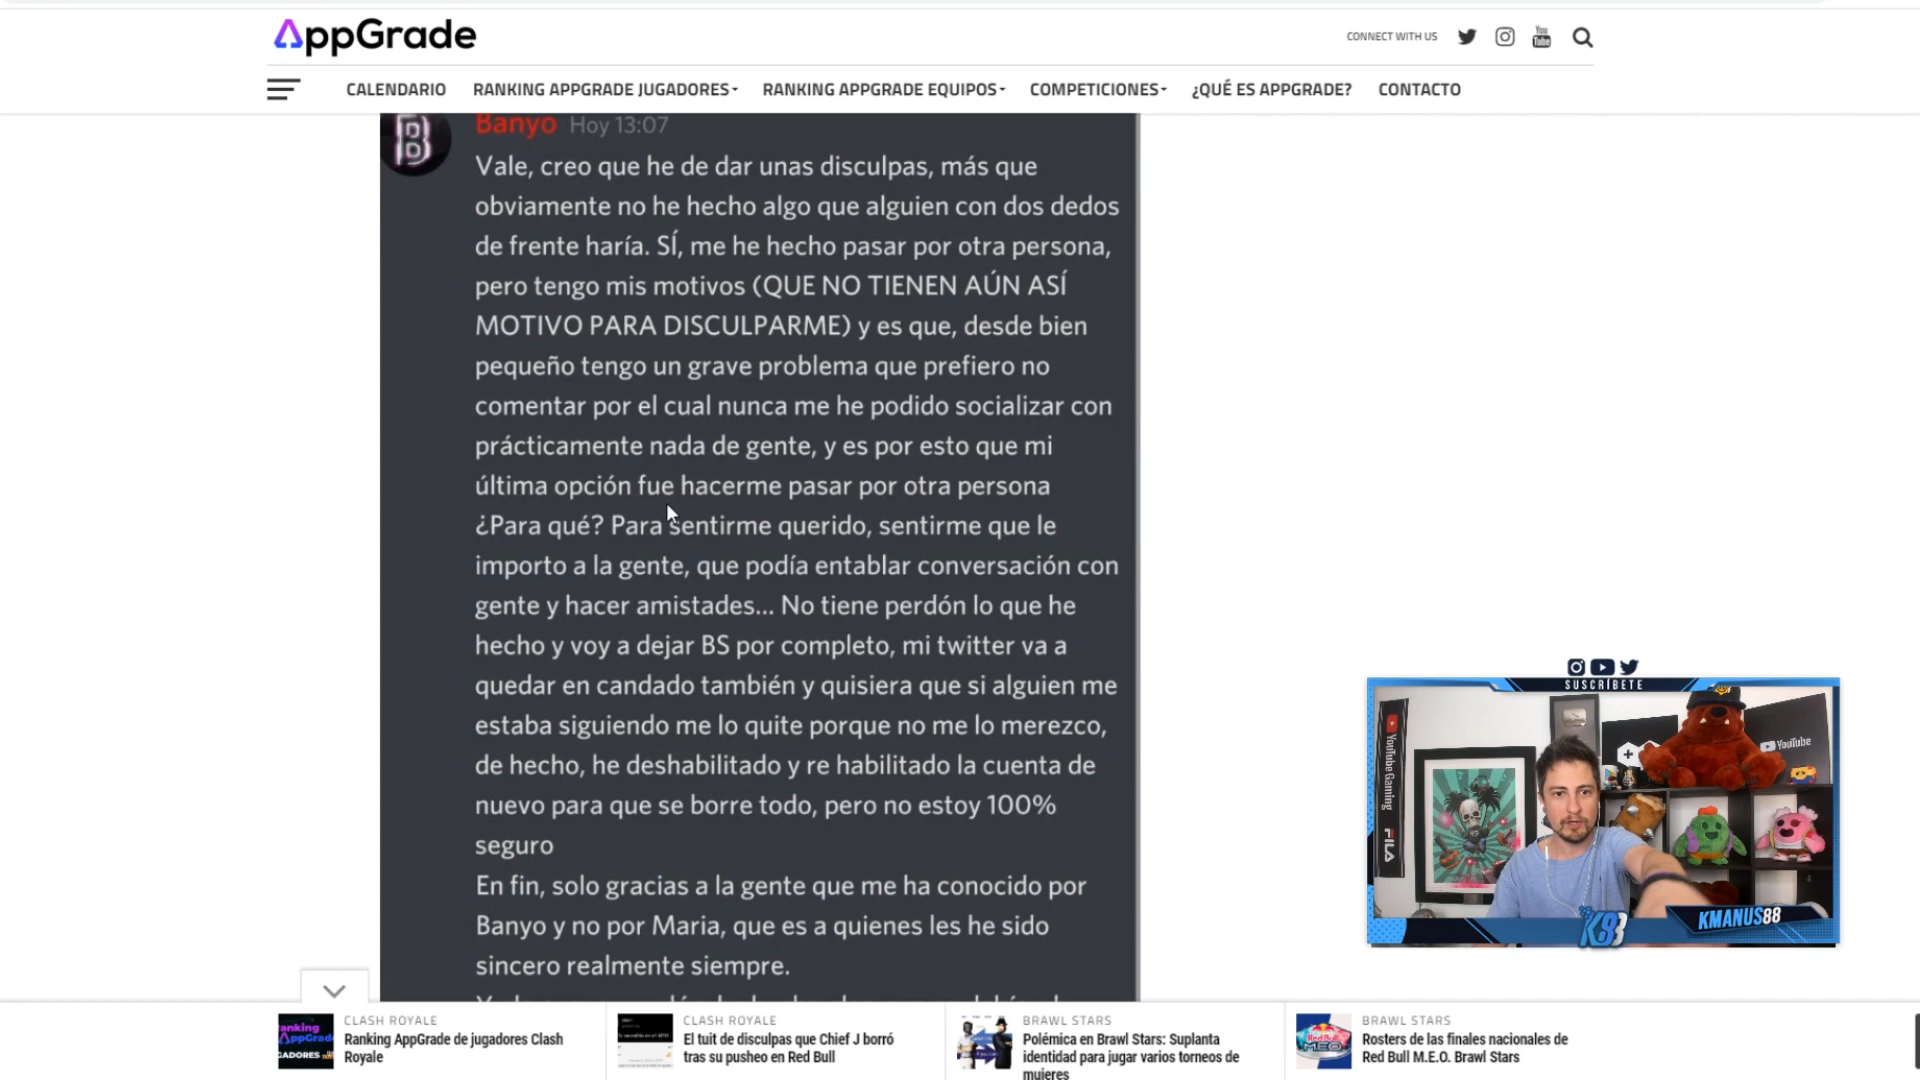 AppGrade
CONNECT WITH US
You
Tube
CALENDARIO RANKING APPGRADE JUGADORES RANKING APPGRADE EQUIPOS COMPETICIONES ¿QUÉ ES APPGRADE? CONTACTO
B
Banyo Hoy 13:07
Vale, creo que he de dar unas disculpas, más que
obviamente no he hecho algo que alguien con dos dedos
de frente haría. SÍ, me he hecho pasar por otra persona,
pero tengo mis motivos (QUE NO TIENEN AÚN ASÍ
MOTIVO PARA DISCULPARME) y es que, desde bien
pequeño tengo un grave problema que prefiero no
comentar por el cual nunca me he podido socializar con
prácticamente nada de gente, y es por esto que mi
última opción fue hacerme pasar por otra persona
¿Para qué? Para sentirme querido, sentirme que le
importo a la gente, que podía entablar conversación con
gente y hacer amistades... No tiene perdón lo que he
hecho y voy a dejar BS por completo, mi twitter va a
quedar en candado también y quisiera que si alguien me
estaba siguiendo me lo quite porque no me lo merezco,
de hecho, he deshabilitado y re habilitado la cuenta de
nuevo para que se borre todo, pero no estoy 100%
seguro
En fin, solo gracias a la gente que me ha conocido por
Banyo y no por Maria, que es a quienes les he sido
sincero realmente siempre.
SUSCRÍBETE
YouTube Gaming
FILA
YouTube
K88
KMANUS88
CLASH ROYALE
Ranking AppGrade de jugadores Clash
Royale
CLASH ROYALE
El tuit de disculpas que Chief J borró
tras su pusheo en Red Bull
BRAWL STARS
Polémica en Brawl Stars: Suplanta
identidad para jugar varios torneos de
mujeres
BRAWL STARS
Rosters de las finales nacionales de
Red Bull M.E.O. Brawl Stars